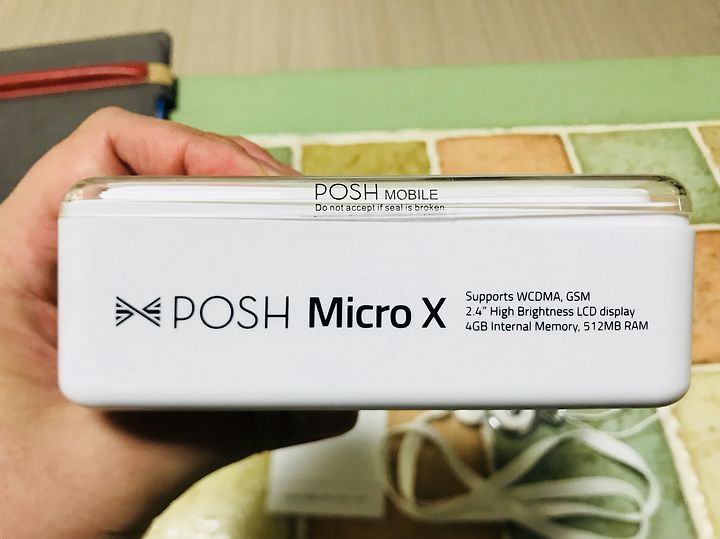 POSH MOBILE
Do not accept if seal is broken.
POSH Micro X
Supports WCDMA, GSM
2.4" High Brightness LCD display
4GB Internal Memory, 512MB RAM